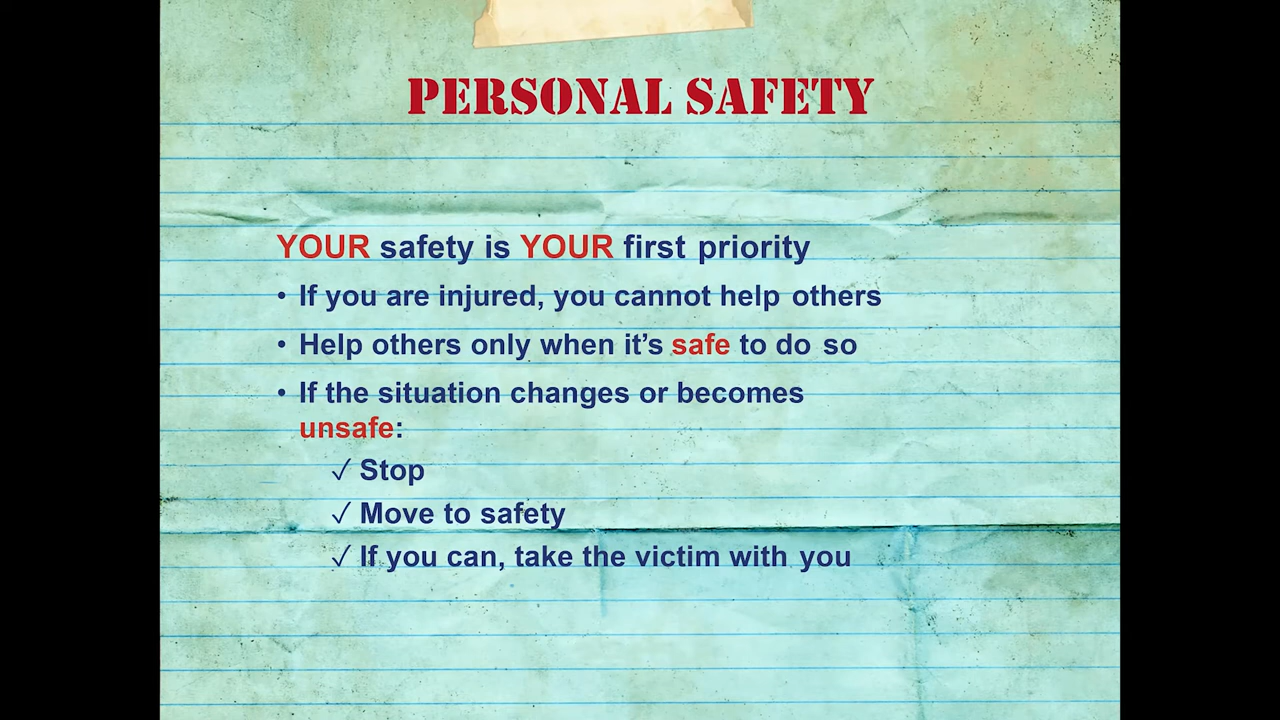 PERSONAL SAFETY
YOUR safety is YOUR first priority
• If you are injured, you cannot help others
• Help others only when it’s safe to do so
• If the situation changes or becomes
unsafe:
✓ Stop
✓ Move to safety
✓ If you can, take the victim with you